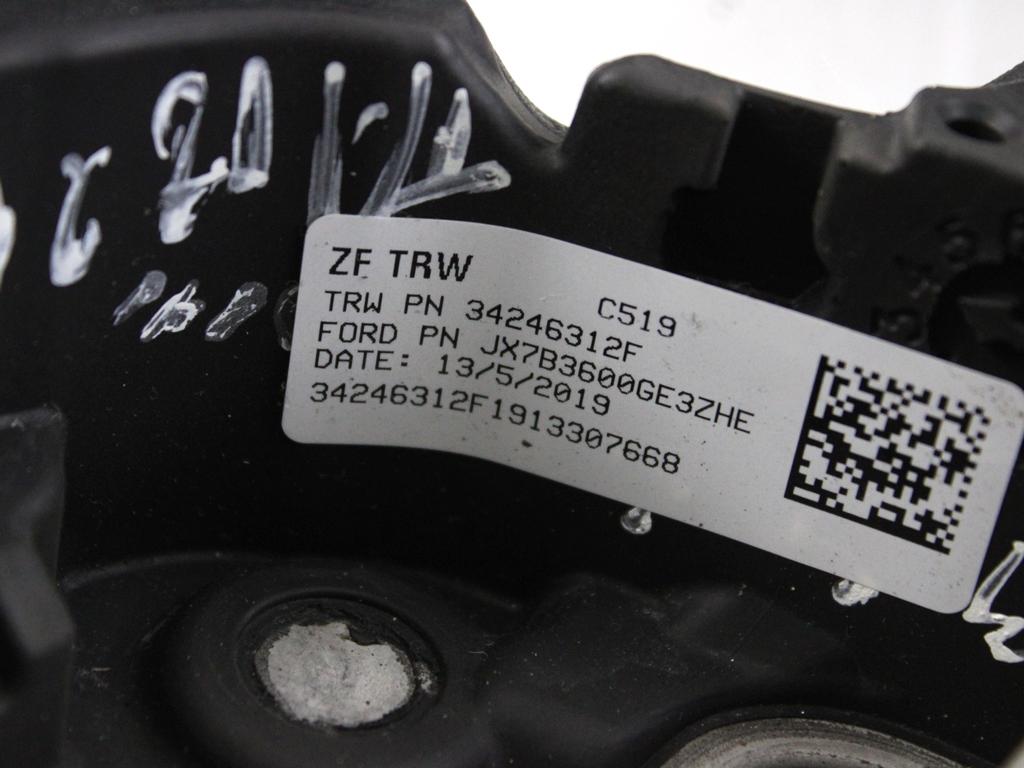 ZF TRW
C519
TRW PN 34246312F
FORD PN JX7B3600GE3ZHE
DATE: 13/5/2019
34246312F1913307668